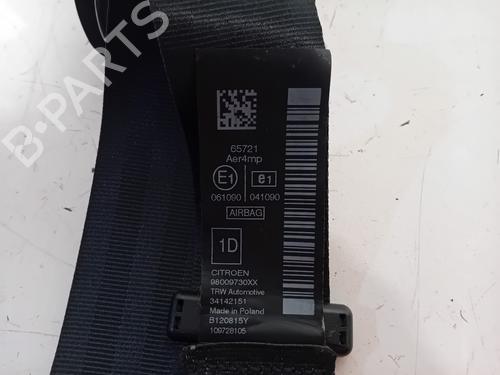 B-PARTS
65721
Aer4mp
E1 e1
061090 041090
AIRBAG
1D
CITROEN
98009730XX
TRW Automotive
34142151
Made in Poland
B120815Y
109728105